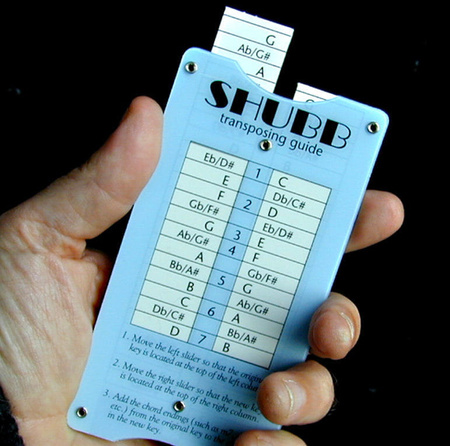 G
Ab/G#
A
SHUBB
transposing guide
Eb/D# 1 C
E Db/C#
F 2 D
Gb/F# Eb/D#
G 3 E
Ab/G# 4 F
A Gb/F#
Bb/A# 5 G
B Ab/G#
C 6 A
Db/C# Bb/A#
D 7 B
1. Move the left slider so that the original
key is located at the top of the left column.
2. Move the right slider so that the new key
is located at the top of the right column.
3. Add the chord endings (such as
etc.) from the original key to the
in the new key.